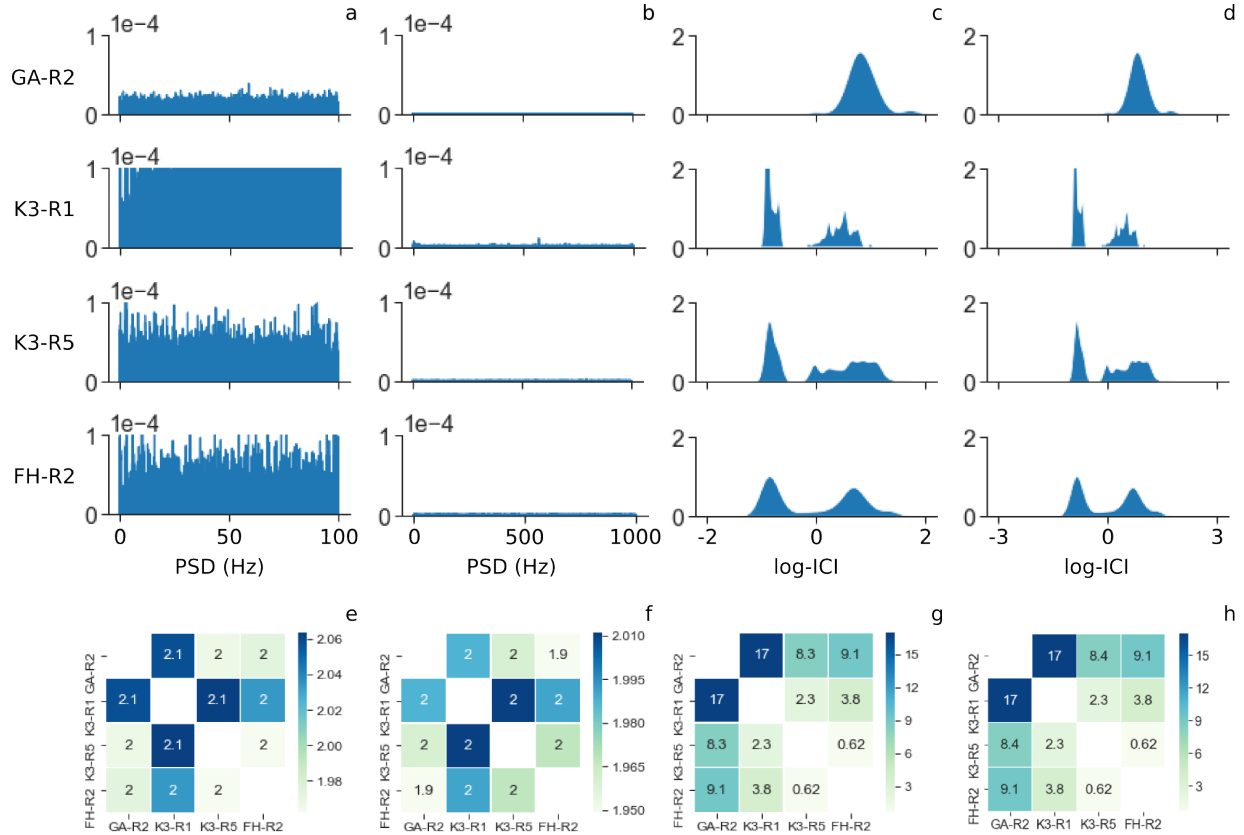 a b c d
1e−4 1e−4 2 2
GA-R2 1 1
0 0 0 0
1e−4 1e−4
K3-R1 1 1 2 2
0 0 0 0
1e−4 1e−4
K3-R5 1 1 2 2
0 0 0 0
1e−4 1e−4
FH-R2 1 1 2 2
0 0 0 0
0 50 100 0 500 1000 -2 0 2 -3 0 3
PSD (Hz) PSD (Hz) log-ICI log-ICI
e f g h
GA-R2 2.1 2 2
K3-R1 2.1 2.1 2
K3-R5 2 2.1 2
FH-R2 2 2 2
GA-R2 K3-R1 K3-R5 FH-R2
2.06
2.04
2.02
2.00
1.98
GA-R2 2 2 1.9
K3-R1 2 2 2
K3-R5 2 2 2
FH-R2 1.9 2 2
GA-R2 K3-R1 K3-R5 FH-R2
2.010
1.995
1.980
1.965
1.950
GA-R2 17 8.3 9.1
K3-R1 17 2.3 3.8
K3-R5 8.3 2.3 0.62
FH-R2 9.1 3.8 0.62
GA-R2 K3-R1 K3-R5 FH-R2
15
12
9
6
3
GA-R2 17 8.4 9.1
K3-R1 17 2.3 3.8
K3-R5 8.4 2.3 0.62
FH-R2 9.1 3.8 0.62
GA-R2 K3-R1 K3-R5 FH-R2
15
12
9
6
3